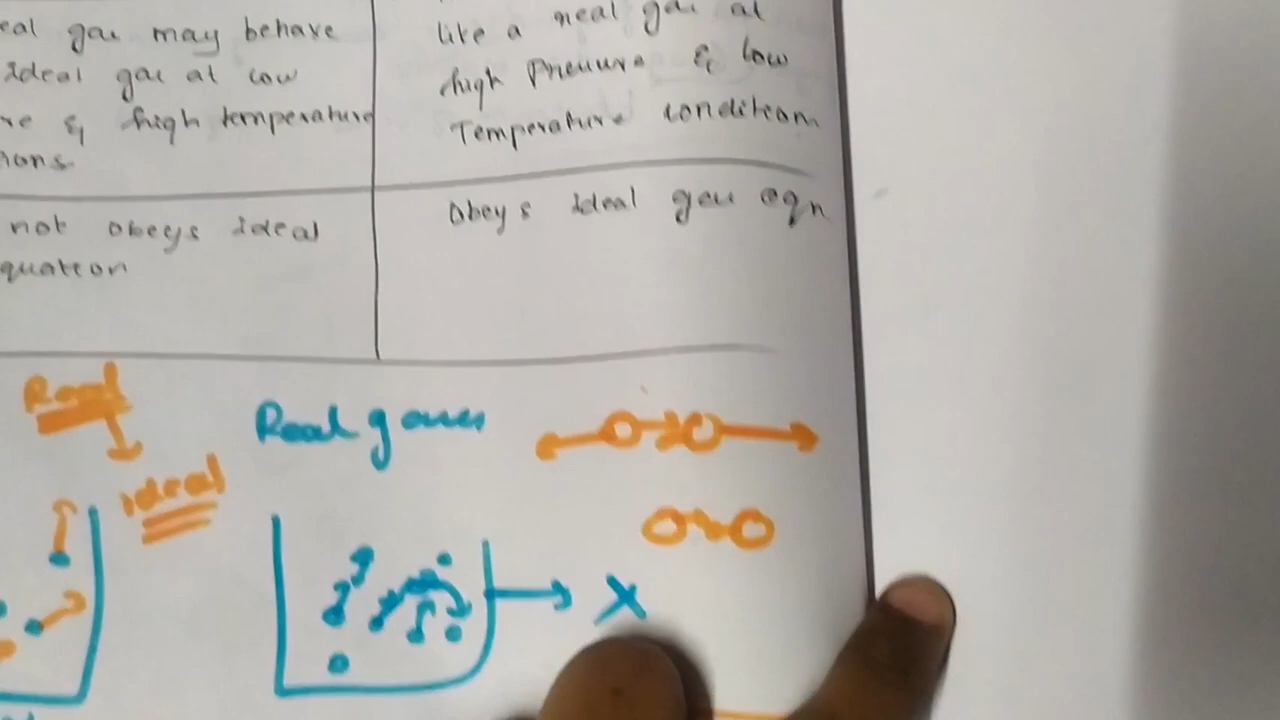 eal gas may behave
ideal gas at low
re & high temperature
ions
not obeys ideal
quation
like a real gas at
high Pressure & low
Temperature condition
Obeys ideal gas eqn
Real
ideal
Real gases
X